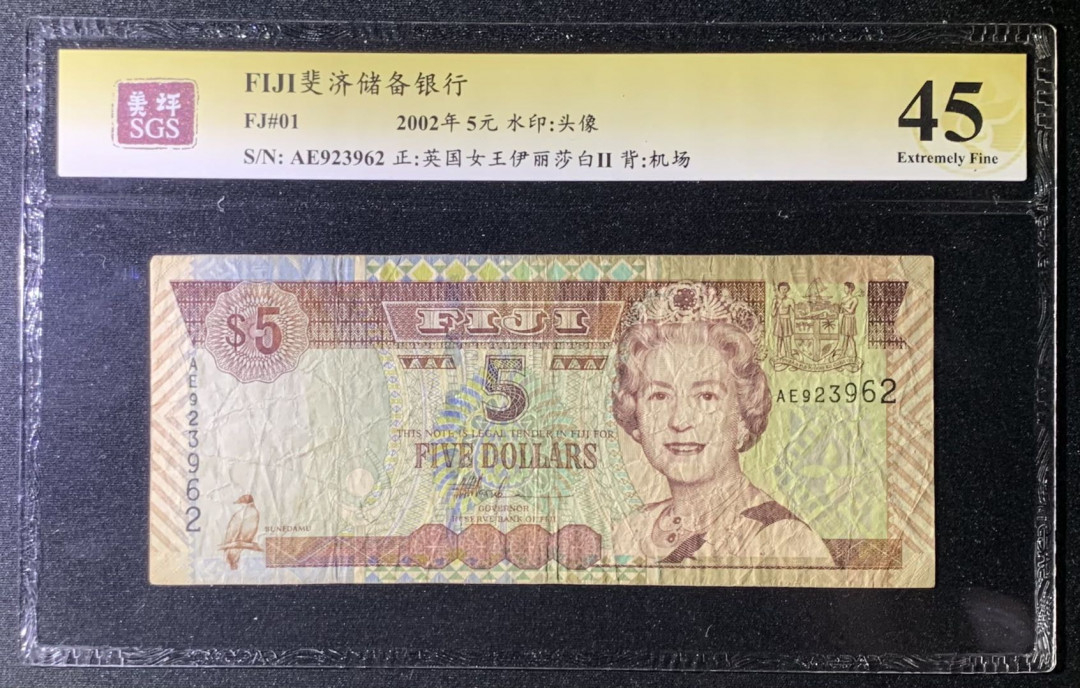 美坪
SGS
FIJI斐济储备银行
FJ#01 2002年 5元 水印:头像
S/N: AE923962 正:英国女王伊丽莎白II 背:机场
45
Extremely Fine
$5
FIJI
5
AE923962
AE923962
THIS NOTE IS LEGAL TENDER IN FIJI FOR
FIVE DOLLARS
GOVERNOR
RESERVE BANK OF FIJI
BUNEDAMU